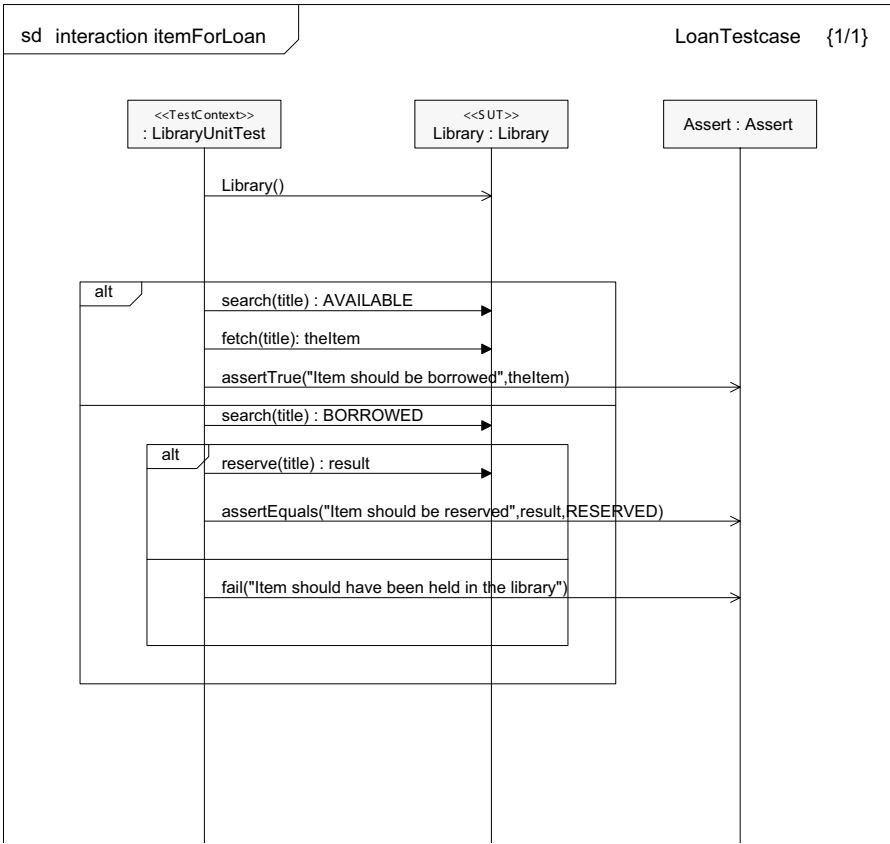 sd interaction itemForLoan
LoanTestcase {1/1}
<<TestContext>>
: LibraryUnitTest
<<SUT>>
Library : Library
Assert : Assert
Library()
alt
search(title) : AVAILABLE
fetch(title): theItem
assertTrue("Item should be borrowed",theItem)
search(title) : BORROWED
alt
reserve(title) : result
assertEquals("Item should be reserved",result,RESERVED)
fail("Item should have been held in the library")